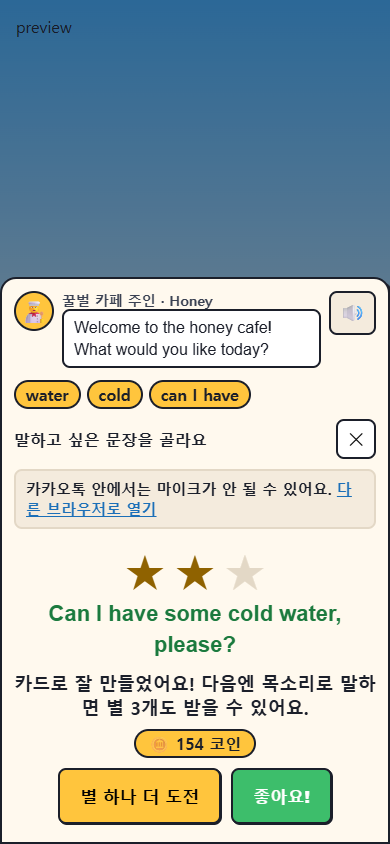 preview
꿀벌 카페 주인 · Honey
Welcome to the honey cafe!
What would you like today?
water cold can I have
말하고 싶은 문장을 골라요
카카오톡 안에서는 마이크가 안 될 수 있어요. 다
른 브라우저로 열기
Can I have some cold water,
please?
카드로 잘 만들었어요! 다음엔 목소리로 말하
면 별 3개도 받을 수 있어요.
154 코인
별 하나 더 도전 좋아요!